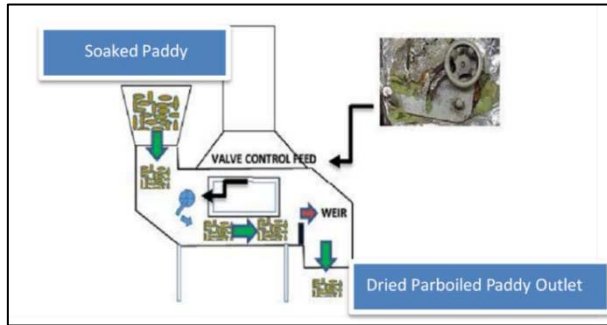 Soaked Paddy
VALVE CONTROL FEED
WEIR
Dried Parboiled Paddy Outlet